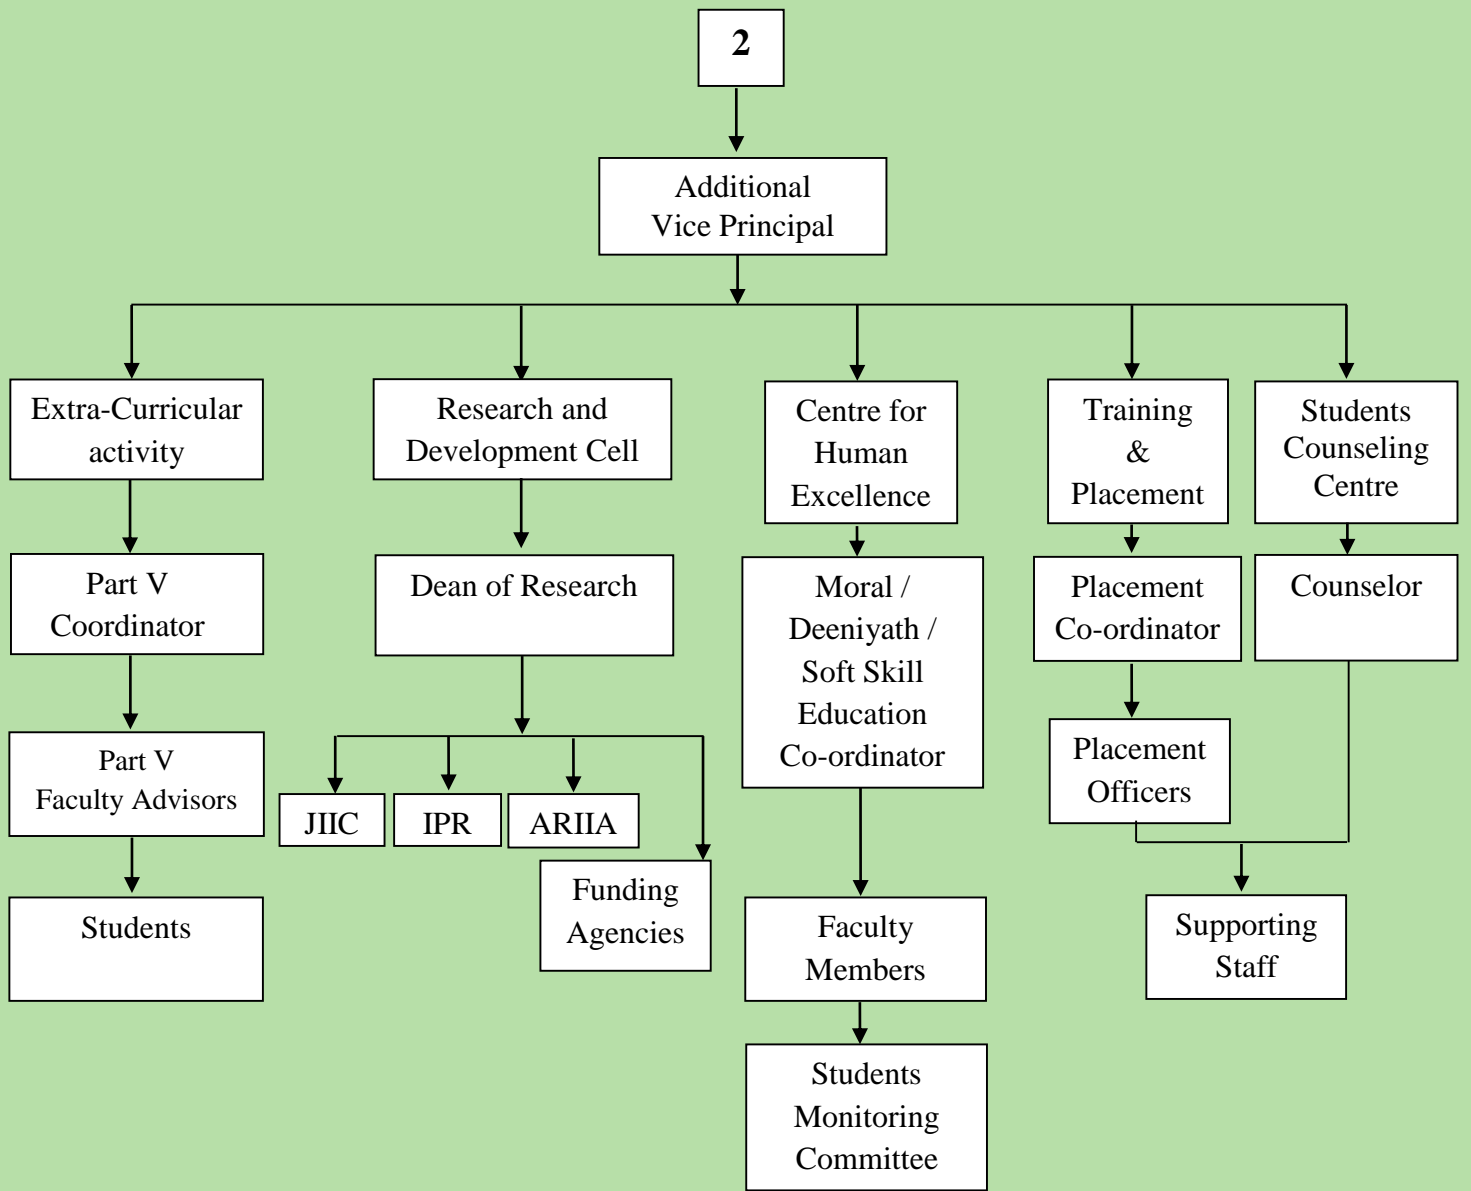 2
Additional
Vice Principal
Extra-Curricular
activity
Research and
Development Cell
Centre for
Human
Excellence
Training
&
Placement
Students
Counseling
Centre
Part V
Coordinator
Dean of Research
Moral /
Deeniyath /
Soft Skill
Education
Co-ordinator
Placement
Co-ordinator
Counselor
Part V
Faculty Advisors
JIIC
IPR
ARIIA
Funding
Agencies
Placement
Officers
Students
Faculty
Members
Supporting
Staff
Students
Monitoring
Committee